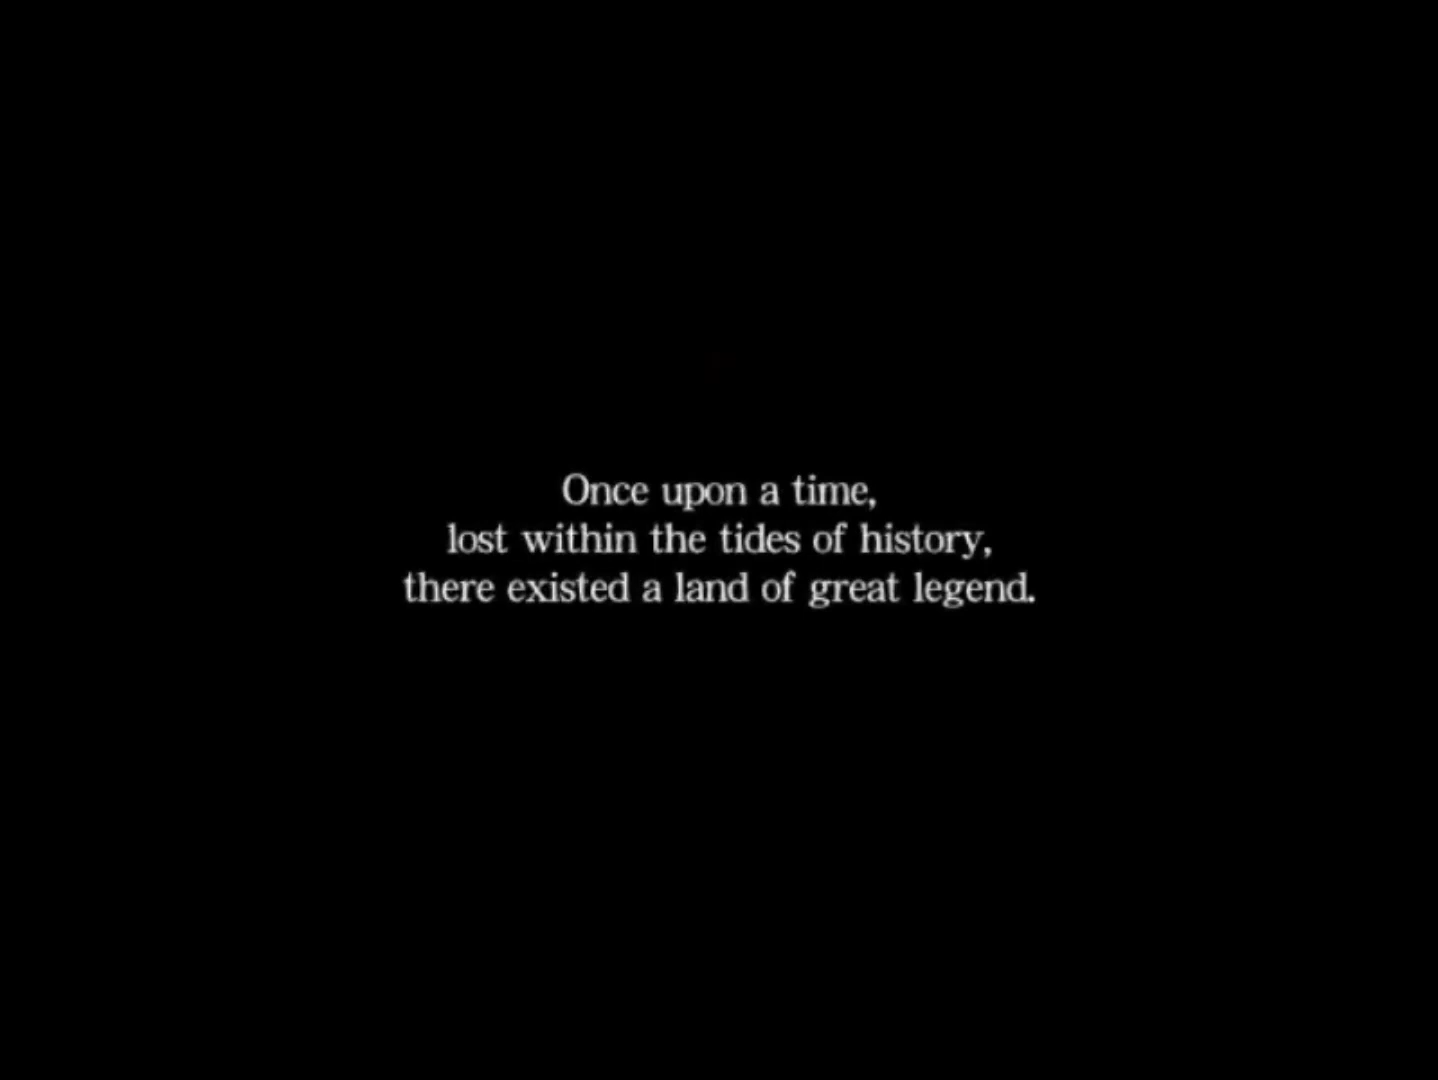 Once upon a time,
lost within the tides of history,
there existed a land of great legend.